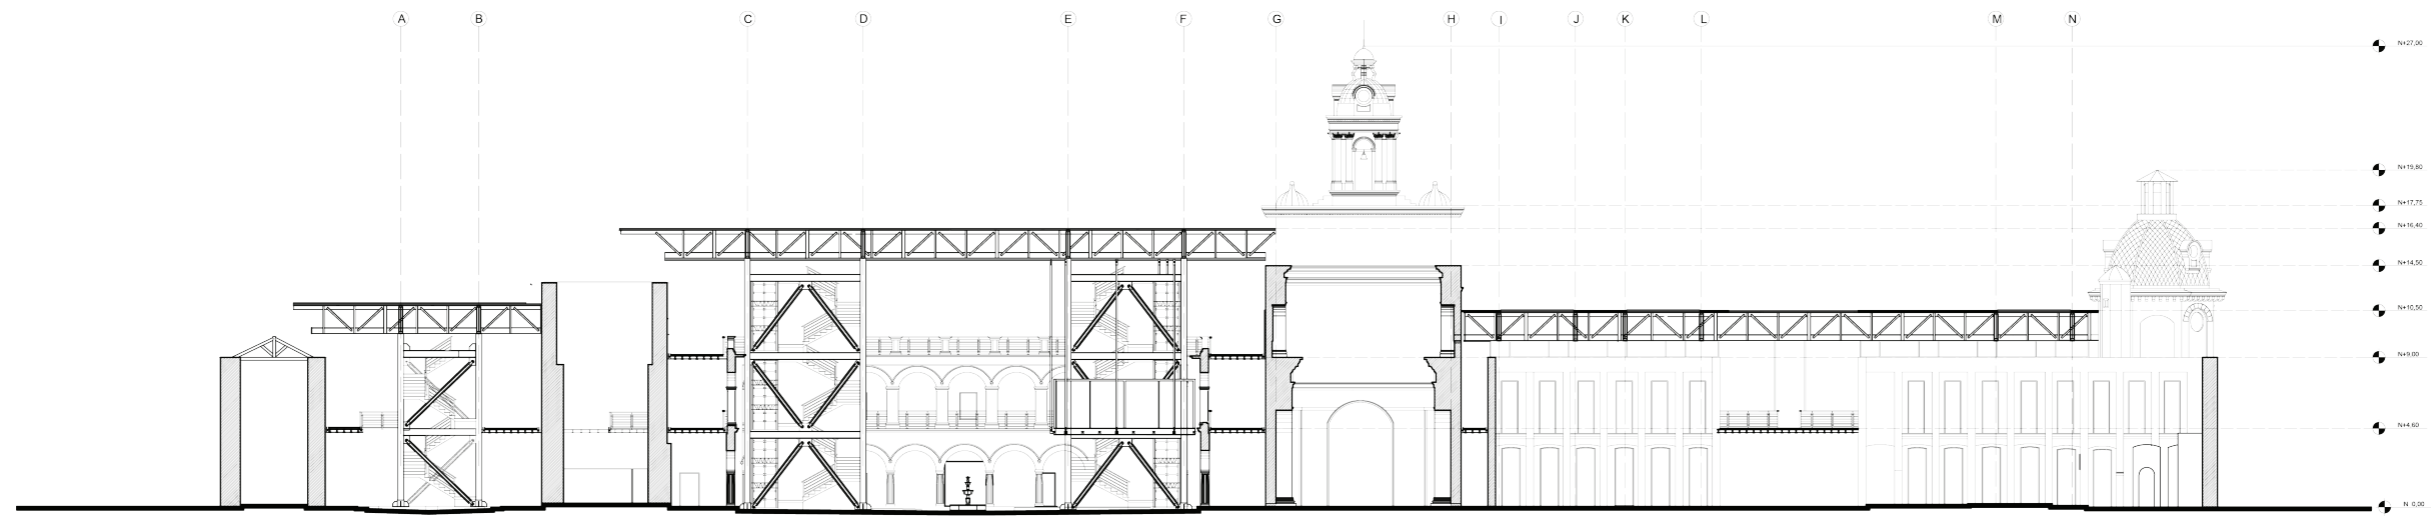 A B C D E F G H I J K L M N
N+27,00
N+19,80
N+17,75
N+16,40
N+14,50
N+10,50
N+9,00
N+4,60
N 0,00